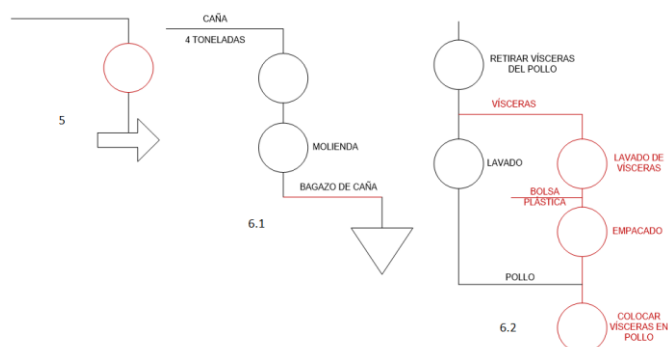 5
CAÑA
4 TONELADAS
MOLIENDA
BAGAZO DE CAÑA
6.1
RETIRAR VÍSCERAS
DEL POLLO
VÍSCERAS
LAVADO
LAVADO DE
VÍSCERAS
BOLSA
PLÁSTICA
EMPACADO
POLLO
6.2
COLOCAR
VÍSCERAS EN
POLLO